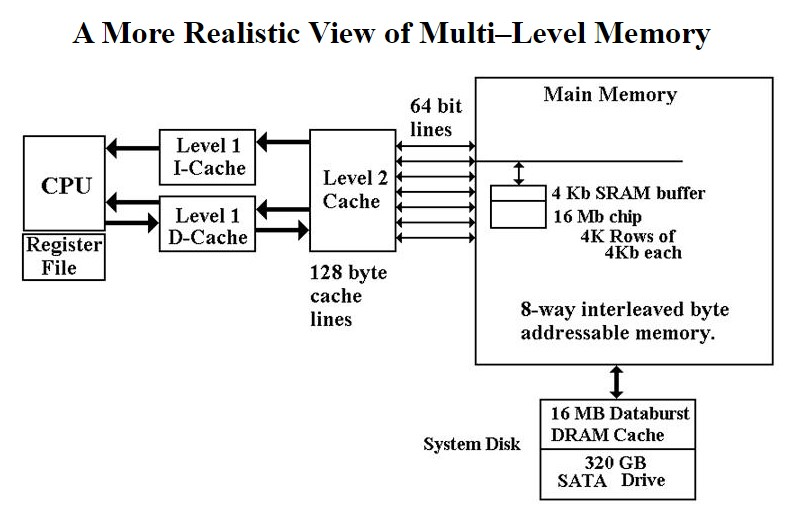 A More Realistic View of Multi–Level Memory
64 bit
lines
Main Memory
CPU
Register
File
Level 1
I-Cache
Level 1
D-Cache
Level 2
Cache
128 byte
cache
lines
4 Kb SRAM buffer
16 Mb chip
4K Rows of
4Kb each
8-way interleaved byte
addressable memory.
System Disk
16 MB Databurst
DRAM Cache
320 GB
SATA Drive